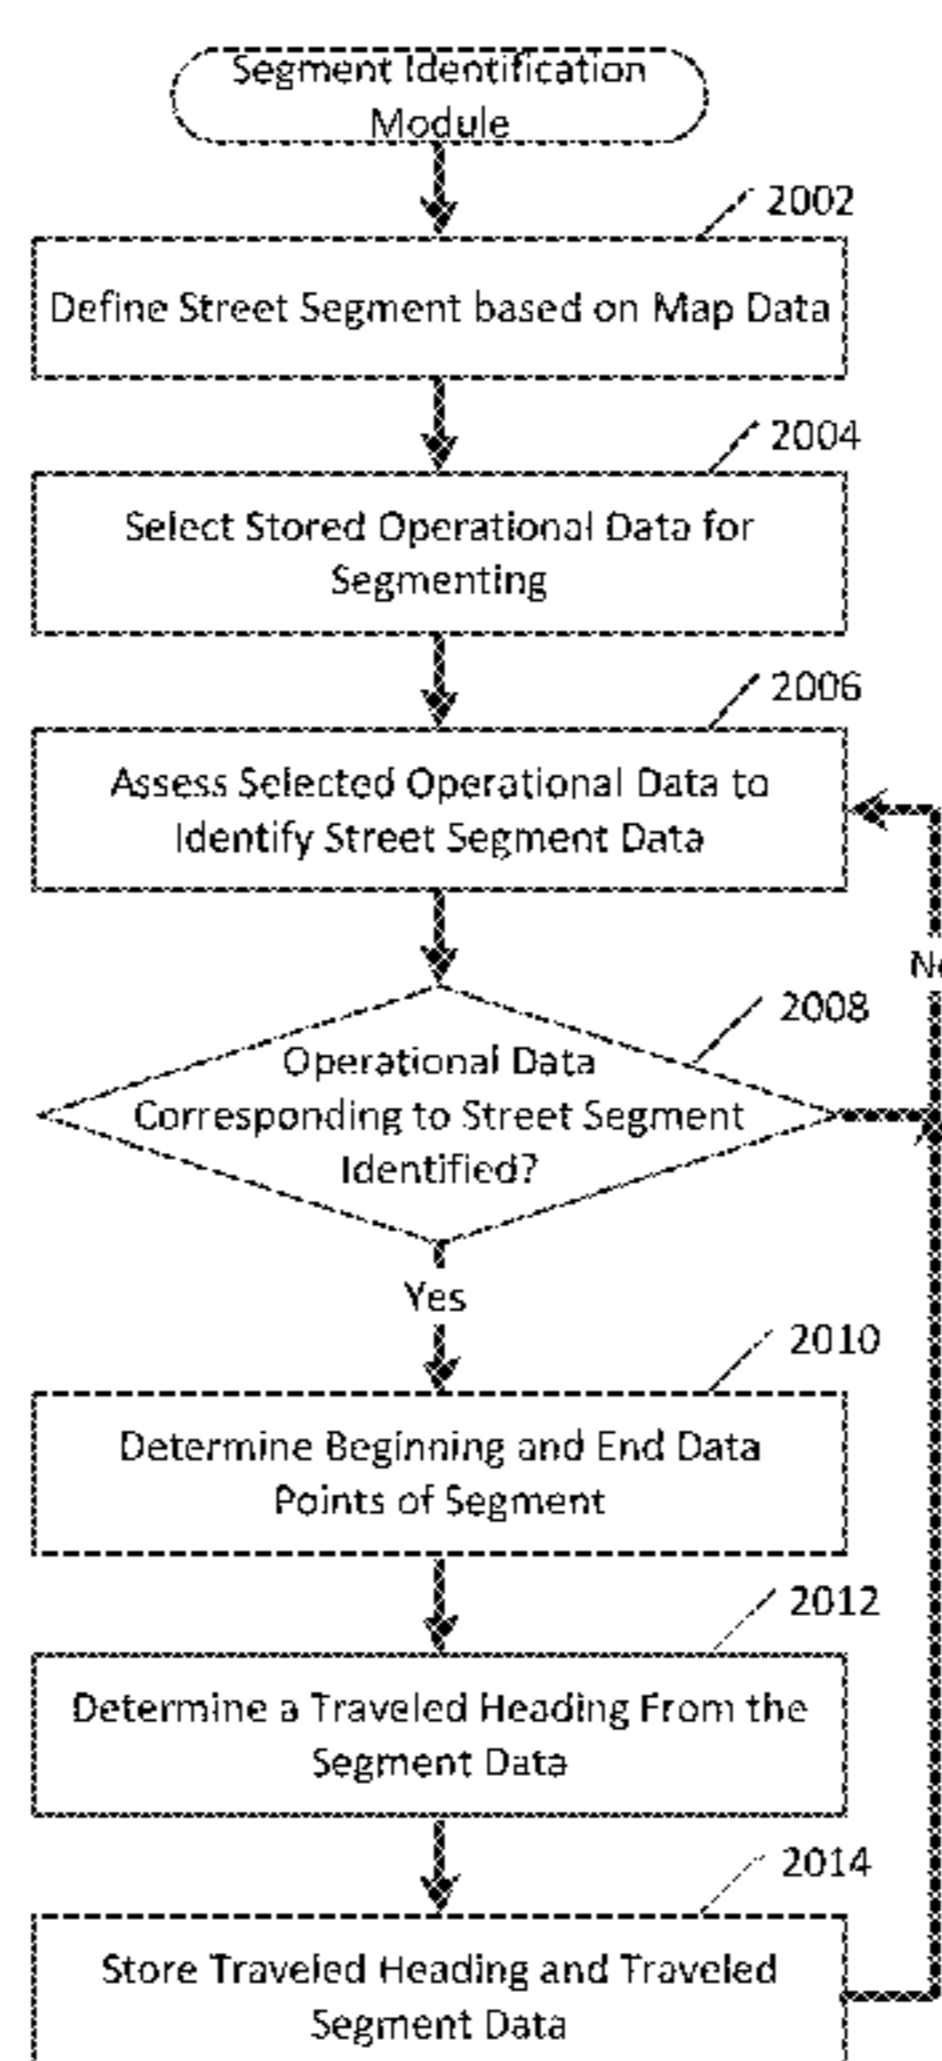 Segment Identification
Module
2002
Define Street Segment based on Map Data
2004
Select Stored Operational Data for
Segmenting
2006
Assess Selected Operational Data to
Identify Street Segment Data
2008
Operational Data
Corresponding to Street Segment
Identified?
Yes
2010
Determine Beginning and End Data
Points of Segment
2012
Determine a Traveled Heading From the
Segment Data
2014
Store Traveled Heading and Traveled
Segment Data